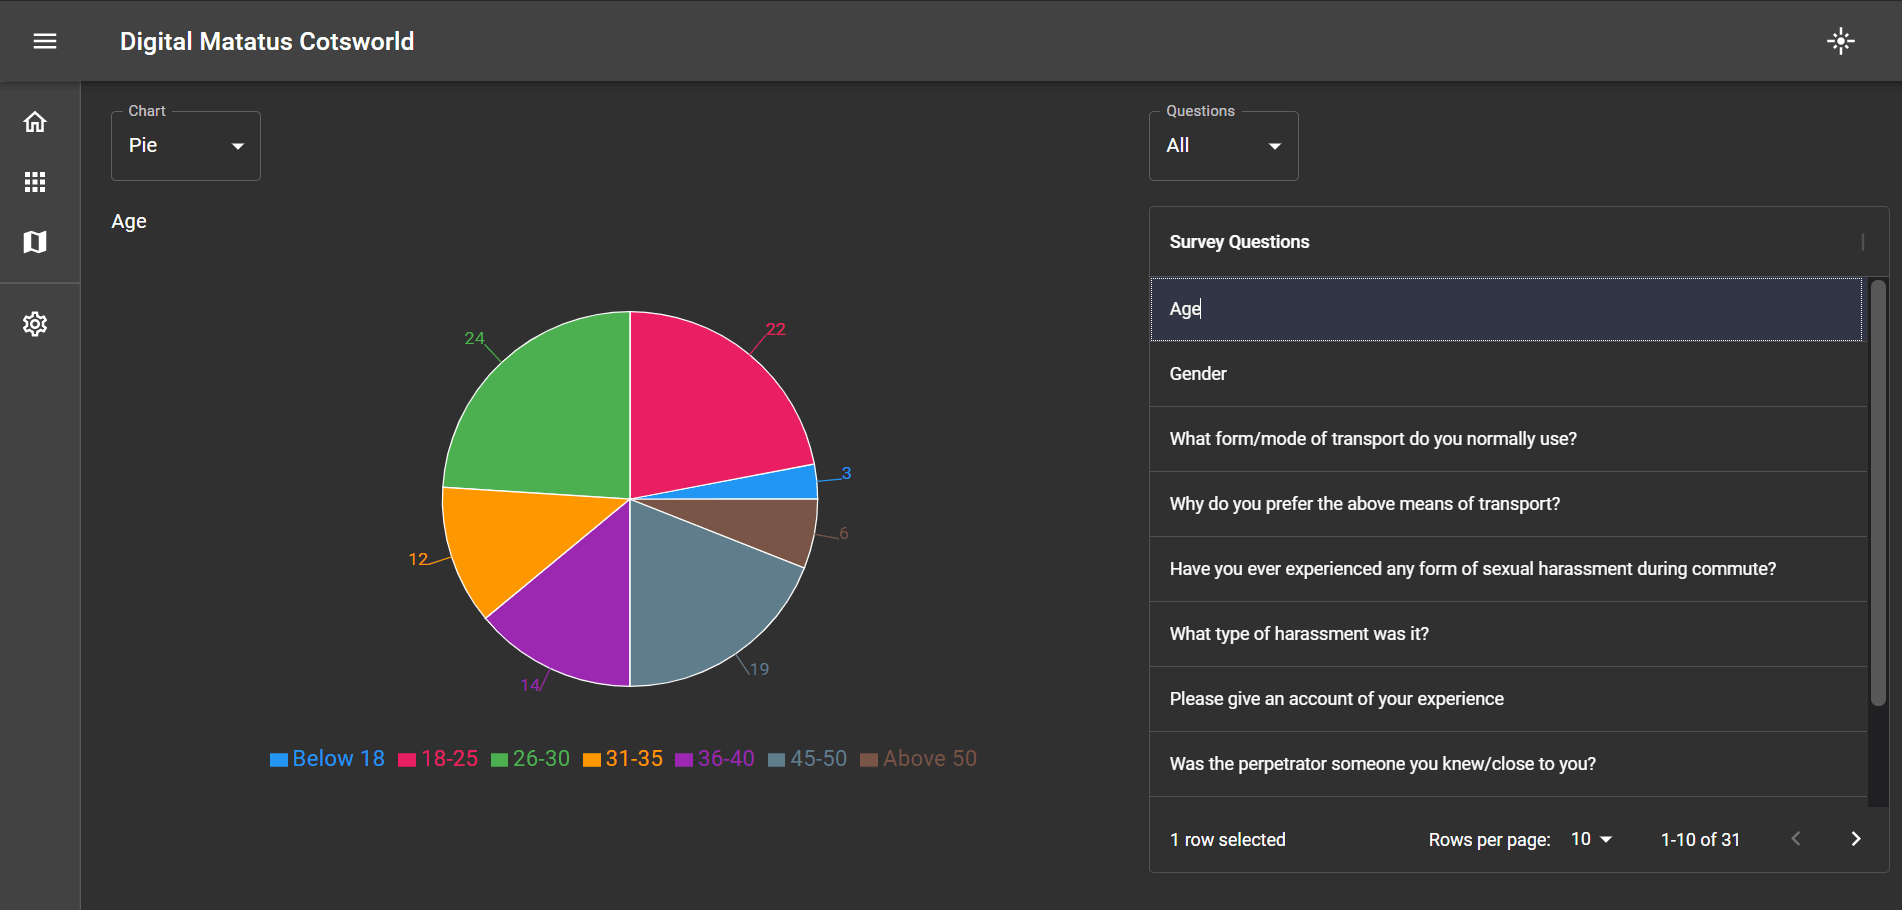 Digital Matatus Cotsworld
Chart
Pie
Age
24
22
3
6
12
19
14
Below 18 18-25 26-30 31-35 36-40 45-50 Above 50
Questions
All
Survey Questions
Age
Gender
What form/mode of transport do you normally use?
Why do you prefer the above means of transport?
Have you ever experienced any form of sexual harassment during commute?
What type of harassment was it?
Please give an account of your experience
Was the perpetrator someone you knew/close to you?
1 row selected Rows per page: 10 1-10 of 31